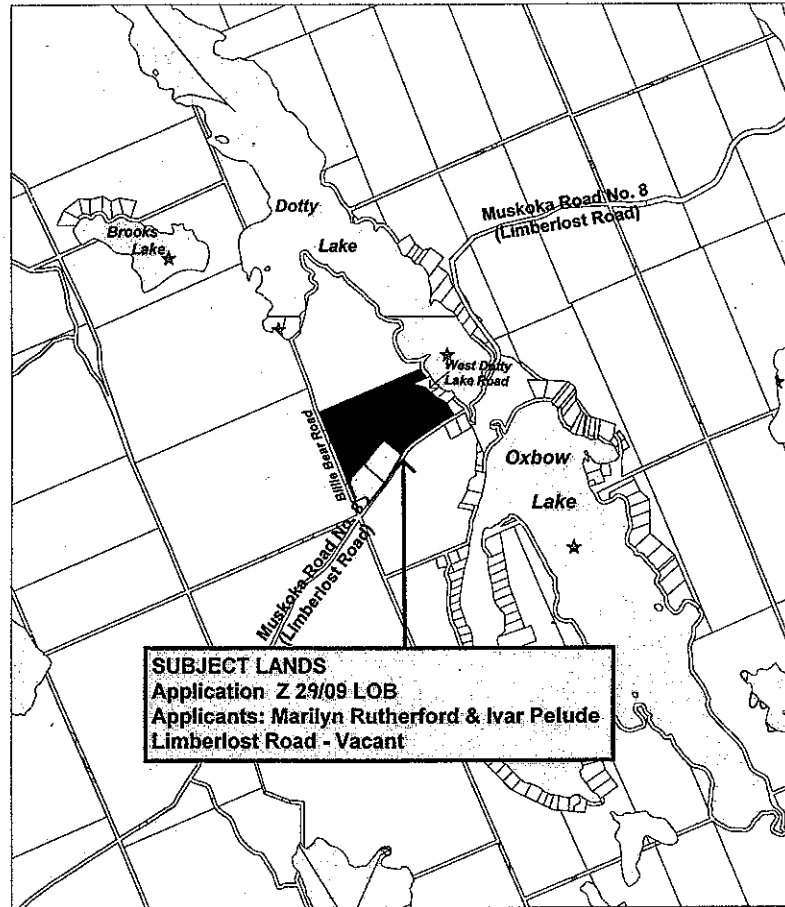 Dotty
Lake
Brooks
Lake
Muskoka Road No. 8
(Limberlost Road)
West Dotty
Lake Road
Billie Bear Road
Oxbow
Lake
Muskoka Road No. 8
(Limberlost Road)
SUBJECT LANDS
Application Z 29/09 LOB
Applicants: Marilyn Rutherford & Ivar Pelude
Limberlost Road - Vacant